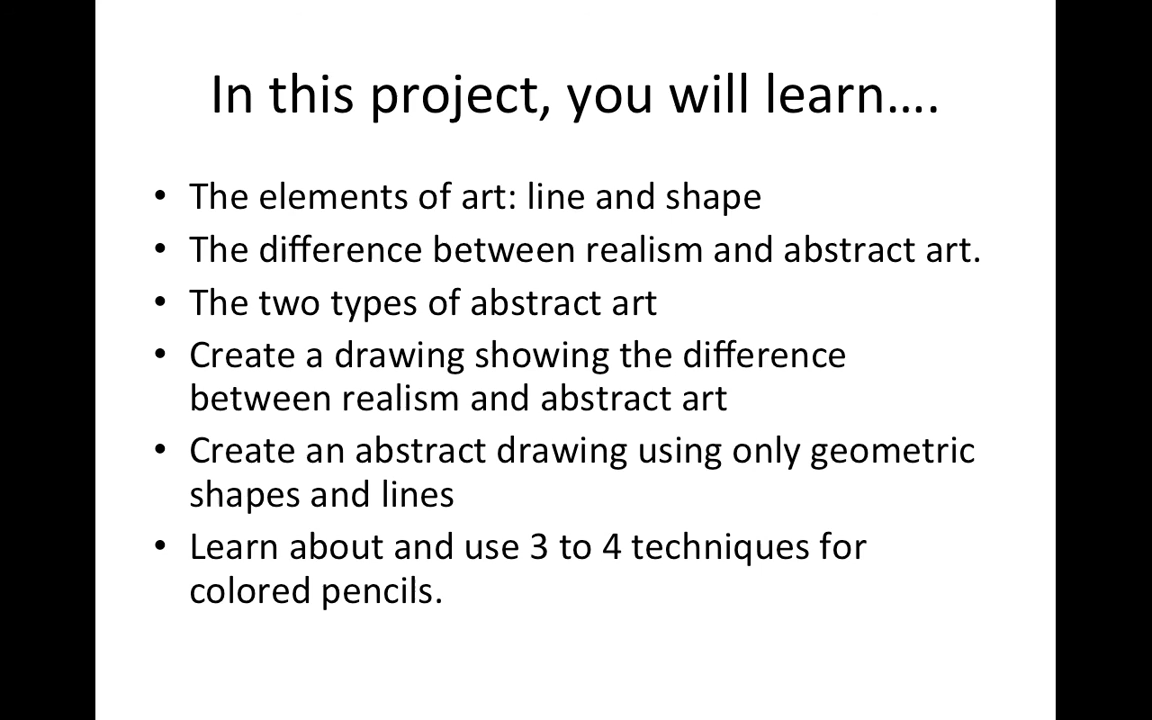 In this project, you will learn….
• The elements of art: line and shape
• The difference between realism and abstract art.
• The two types of abstract art
• Create a drawing showing the difference
between realism and abstract art
• Create an abstract drawing using only geometric
shapes and lines
• Learn about and use 3 to 4 techniques for
colored pencils.